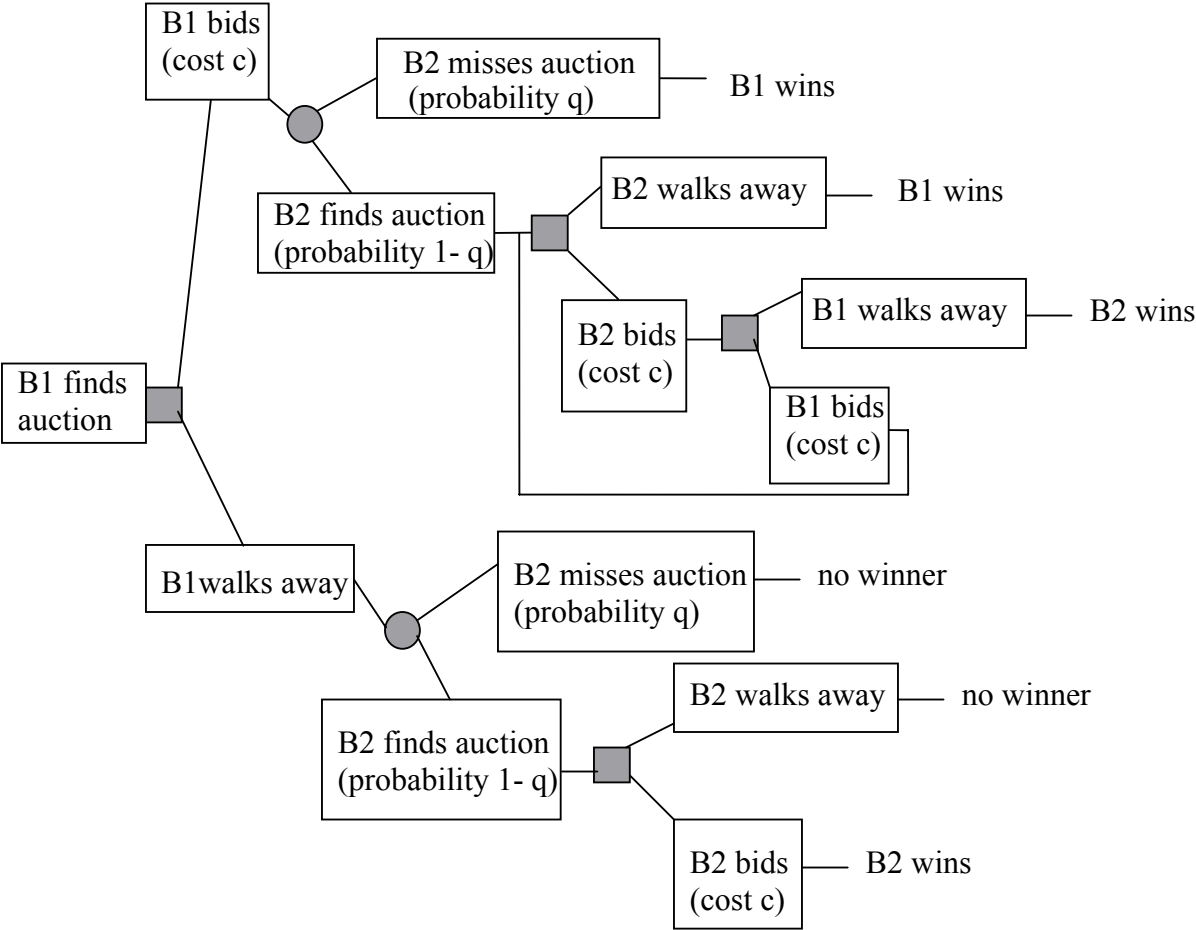 B1 bids
(cost c)
B2 misses auction
(probability q)
B1 wins
B2 walks away
B1 wins
B2 finds auction
(probability 1- q)
B1 walks away
B2 wins
B2 bids
(cost c)
B1 finds
auction
B1 bids
(cost c)
B1walks away
B2 misses auction
(probability q)
no winner
B2 walks away
no winner
B2 finds auction
(probability 1- q)
B2 bids
(cost c)
B2 wins